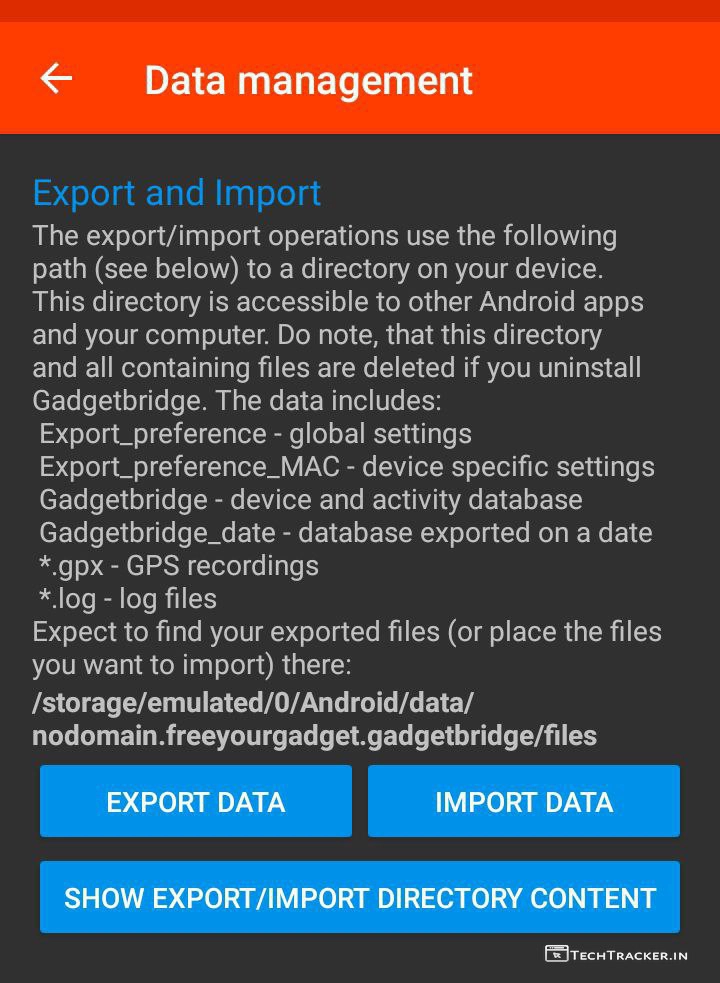 Data management
Export and Import
The export/import operations use the following
path (see below) to a directory on your device.
This directory is accessible to other Android apps
and your computer. Do note, that this directory
and all containing files are deleted if you uninstall
Gadgetbridge. The data includes:
Export_preference - global settings
Export_preference_MAC - device specific settings
Gadgetbridge - device and activity database
Gadgetbridge_date - database exported on a date
*.gpx - GPS recordings
*.log - log files
Expect to find your exported files (or place the files
you want to import) there:
/storage/emulated/0/Android/data/
nodomain.freeyourgadget.gadgetbridge/files
EXPORT DATA
IMPORT DATA
SHOW EXPORT/IMPORT DIRECTORY CONTENT
TECHTRACKER.IN